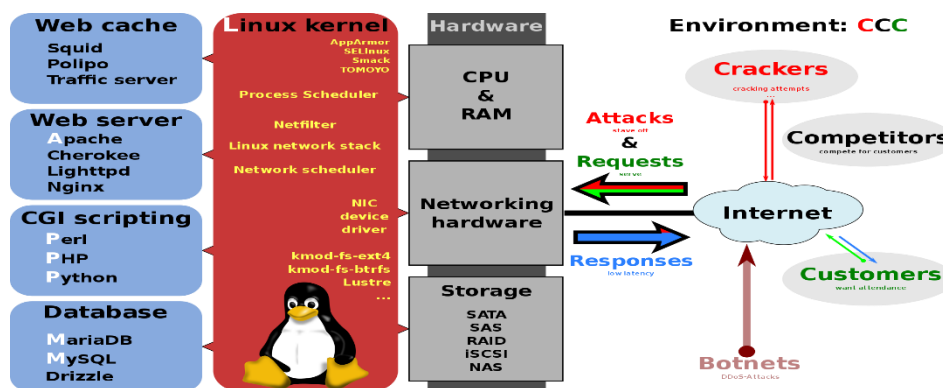 Web cache
Squid
Polipo
Traffic server
Web server
Apache
Cherokee
Lighttpd
Nginx
CGI scripting
Perl
PHP
Python
Database
MariaDB
MySQL
Drizzle
Linux kernel
AppArmor
SELinux
Smack
TOMOYO
Process Scheduler
Netfilter
Linux network stack
Network scheduler
NIC
device
driver
kmod-fs-ext4
kmod-fs-btrfs
Lustre
...
Hardware
CPU
&
RAM
Networking
hardware
Storage
SATA
SAS
RAID
iSCSI
NAS
Environment: CCC
Crackers
cracking attempts
...
Attacks
stave off
&
Requests
serve
Competitors
compete for customers
Internet
Responses
low latency
Customers
want attendance
Botnets
DDoS-Attacks